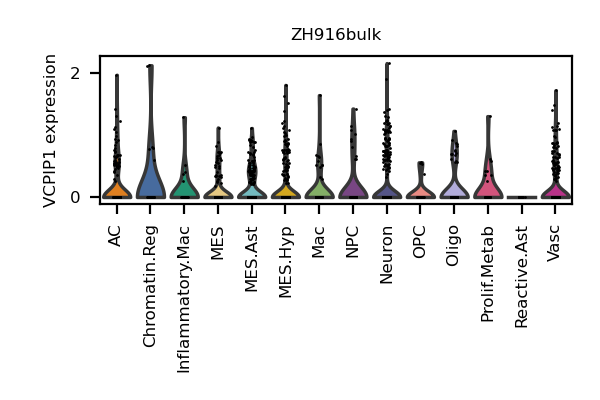 ZH916bulk
VCPIP1 expression
2
0
AC
Chromatin.Reg
Inflammatory.Mac
MES
MES.Ast
MES.Hyp
Mac
NPC
Neuron
OPC
Oligo
Prolif.Metab
Reactive.Ast
Vasc